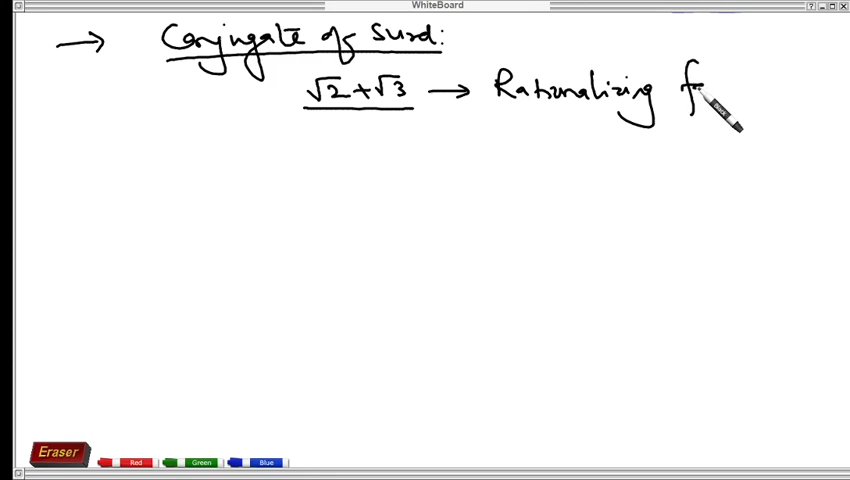 WhiteBoard
→ Conjugate of Surd:
√2 + √3 → Rationalizing f
Eraser
Red Green Blue